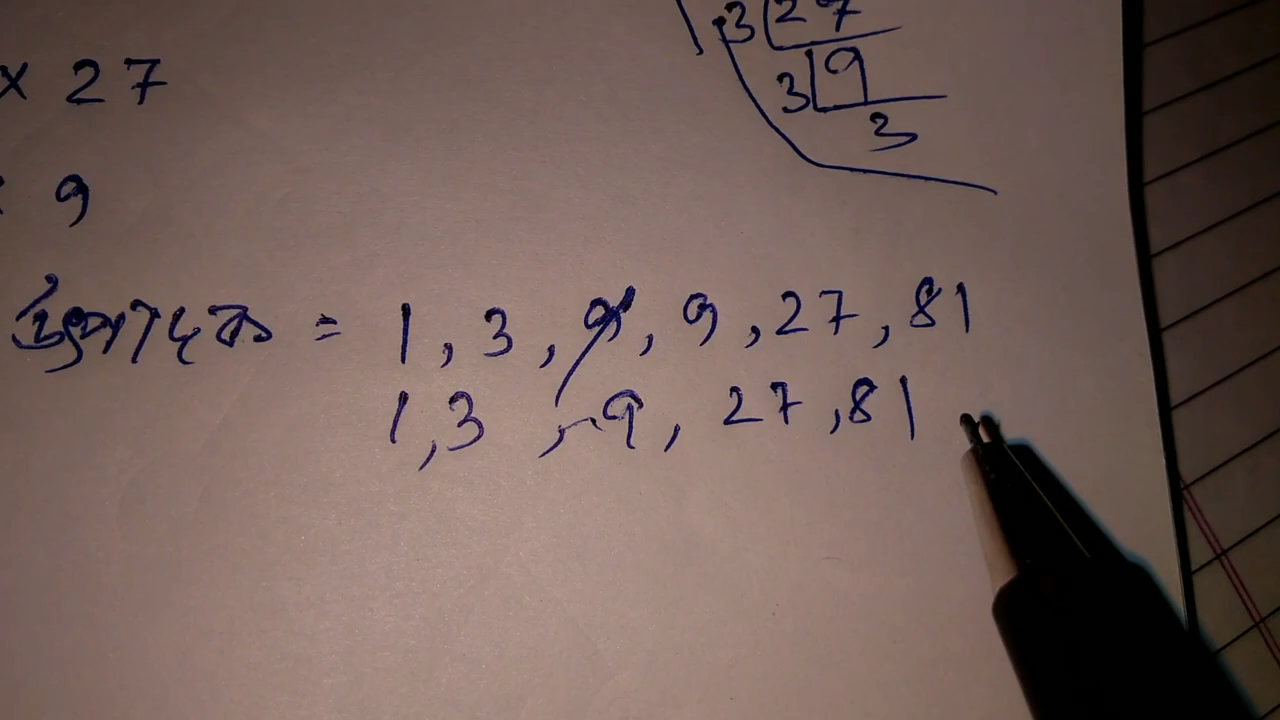 3 27
× 27
3 9
3
9
উৎপাদক = 1, 3, 9, 9, 27, 81
1, 3, 9, 27, 81